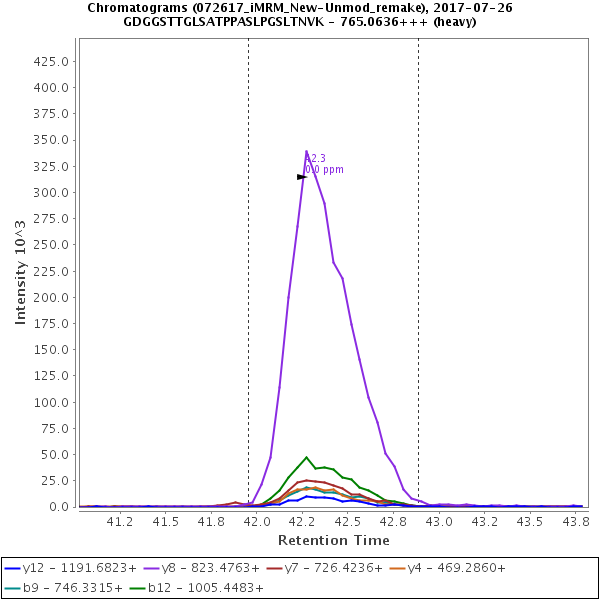 Chromatograms (072617_iMRM_New-Unmod_remake), 2017-07-26
GDGGSTTGLSATPPASLPGSLTNVK - 765.0636+++ (heavy)
Intensity 10^3
425.0
400.0
375.0
350.0
325.0
300.0
275.0
250.0
225.0
200.0
175.0
150.0
125.0
100.0
75.0
50.0
25.0
0.0
42.3
0.0 ppm
41.2 41.5 41.8 42.0 42.2 42.5 42.8 43.0 43.2 43.5 43.8
Retention Time
y12 - 1191.6823+ y8 - 823.4763+ y7 - 726.4236+ y4 - 469.2860+
b9 - 746.3315+ b12 - 1005.4483+